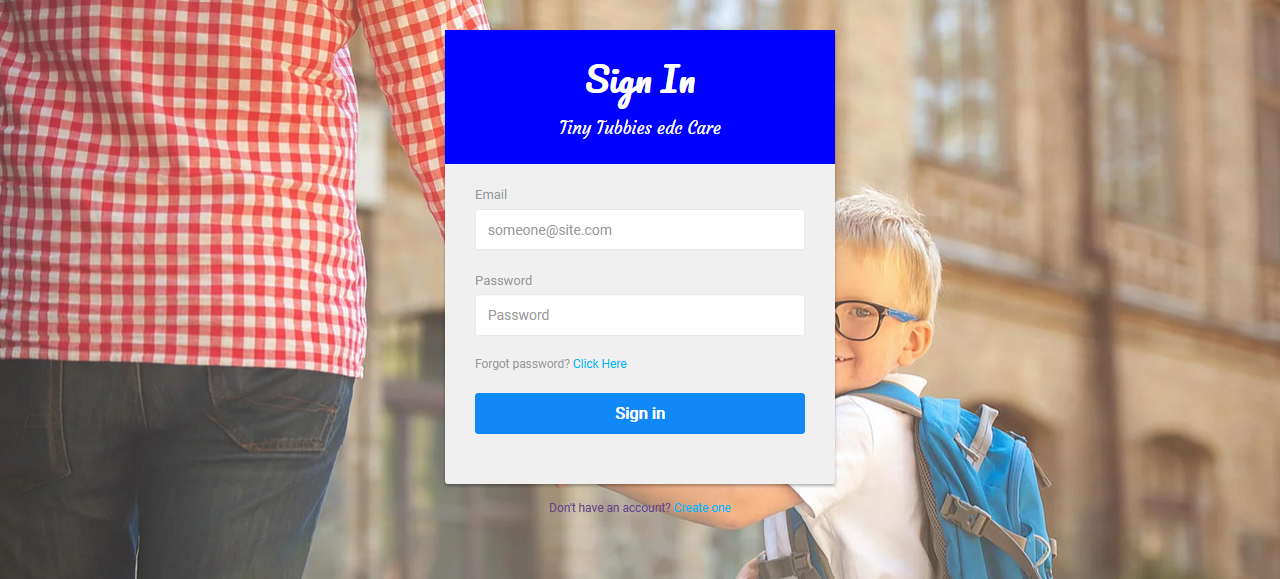 Sign In
Tiny Tubbies edc Care
Email
someone@site.com
Password
Password
Forgot password? Click Here
Sign in
Don't have an account? Create one